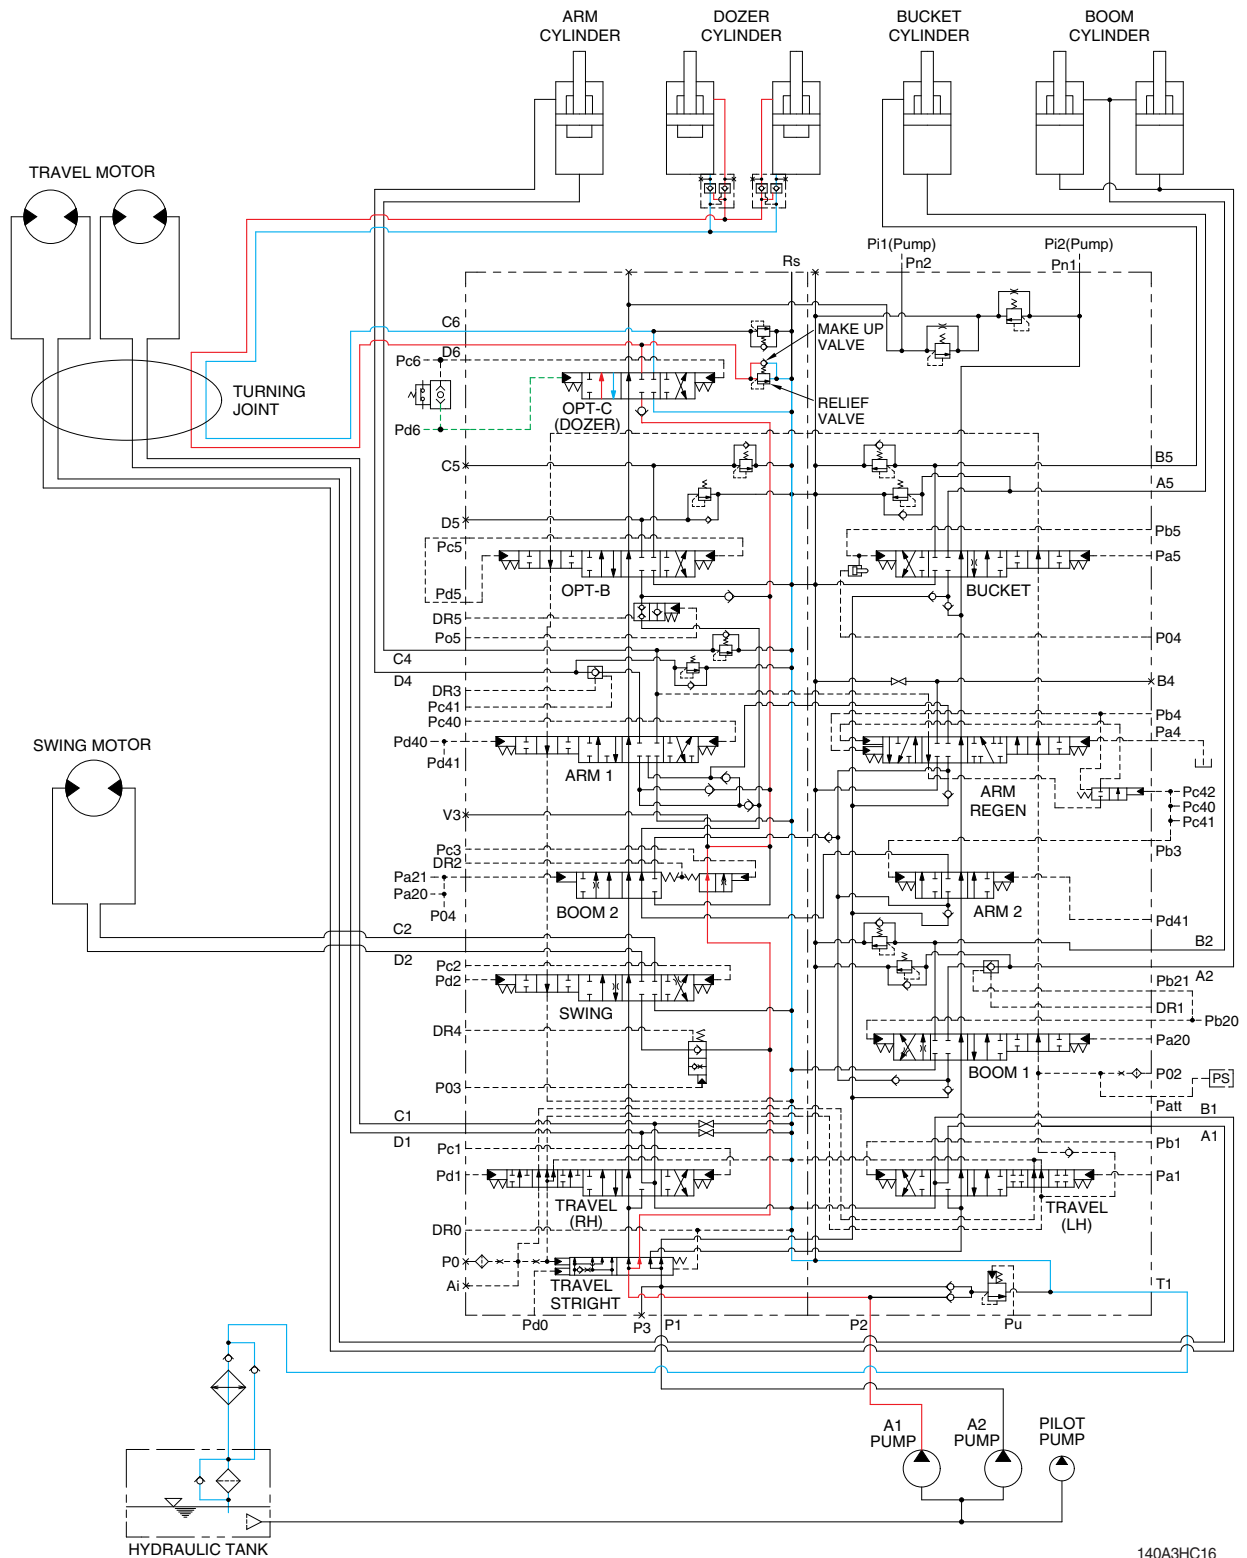 ARM
CYLINDER
DOZER
CYLINDER
BUCKET
CYLINDER
BOOM
CYLINDER
TRAVEL MOTOR
TURNING
JOINT
Pi1(Pump)
Pn2
Pi2(Pump)
Pn1
Rs
C6
D6
Pc6
Pd6
MAKE UP
VALVE
RELIEF
VALVE
OPT-C
(DOZER)
C5
D5
B5
A5
Pc5
Pd5
Pb5
Pa5
OPT-B
BUCKET
DR5
Po5
P04
C4
D4
DR3
Pc41
Pc40
Pd40
Pd41
B4
Pb4
Pa4
ARM 1
ARM
REGEN
Pc42
Pc40
Pc41
SWING MOTOR
V3
Pc3
DR2
Pa21
Pa20
P04
Pb3
BOOM 2
ARM 2
Pd41
C2
D2
Pc2
Pd2
B2
A2
Pb21
DR1
Pb20
Pa20
SWING
BOOM 1
DR4
P03
P02
PS
Patt
C1
D1
B1
A1
Pc1
Pd1
Pb1
Pa1
TRAVEL
(RH)
TRAVEL
(LH)
DR0
P0
Ai
TRAVEL
STRIGHT
T1
Pd0
P3
P1
P2
Pu
A1
PUMP
A2
PUMP
PILOT
PUMP
HYDRAULIC TANK
140A3HC16